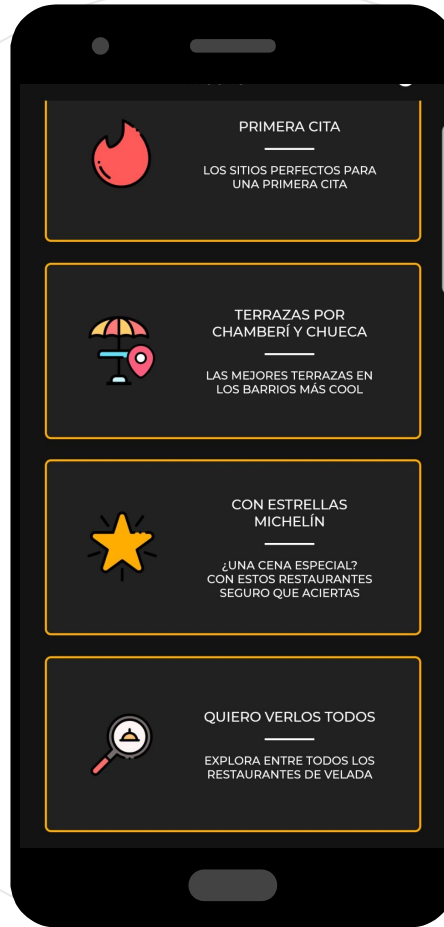 PRIMERA CITA
LOS SITIOS PERFECTOS PARA
UNA PRIMERA CITA
TERRAZAS POR
CHAMBERÍ Y CHUECA
LAS MEJORES TERRAZAS EN
LOS BARRIOS MÁS COOL
CON ESTRELLAS
MICHELÍN
¿UNA CENA ESPECIAL?
CON ESTOS RESTAURANTES
SEGURO QUE ACIERTAS
QUIERO VERLOS TODOS
EXPLORA ENTRE TODOS LOS
RESTAURANTES DE VELADA